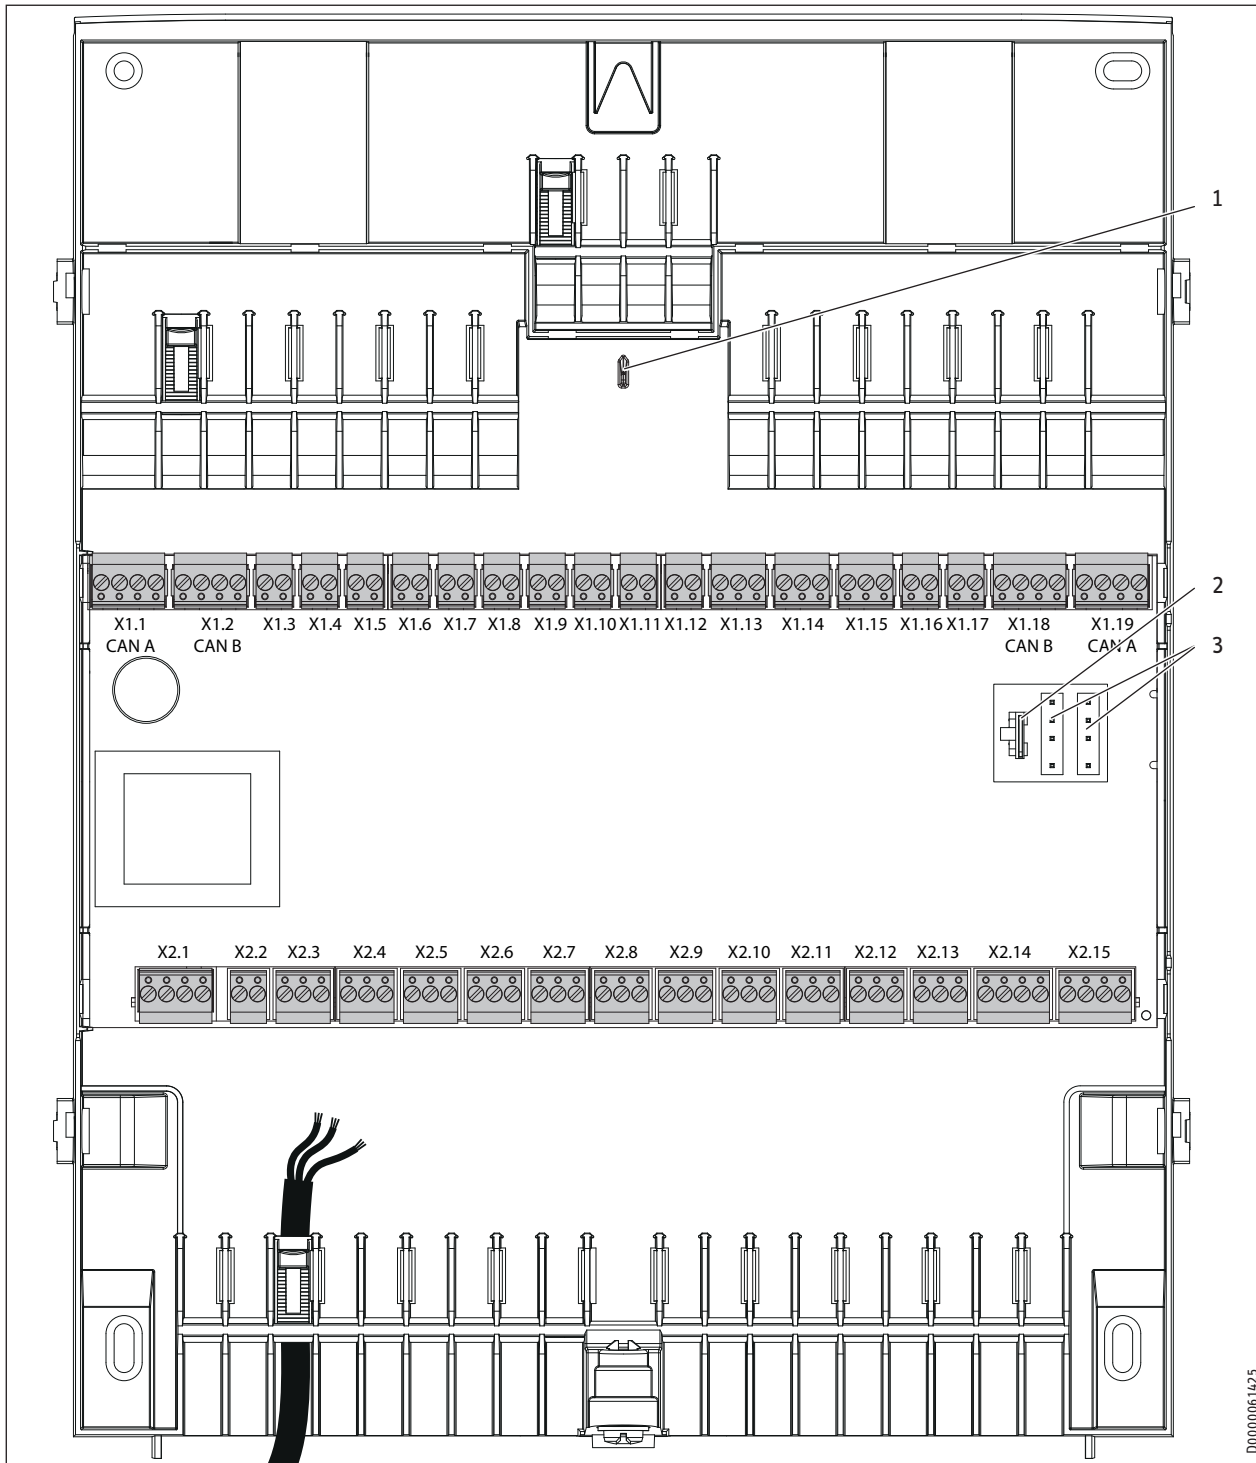 1
X1.1 X1.2 X1.3 X1.4 X1.5 X1.6 X1.7 X1.8 X1.9 X1.10 X1.11 X1.12 X1.13 X1.14 X1.15 X1.16 X1.17 X1.18 X1.19
CAN A CAN B CAN B CAN A
2
3
X2.1 X2.2 X2.3 X2.4 X2.5 X2.6 X2.7 X2.8 X2.9 X2.10 X2.11 X2.12 X2.13 X2.14 X2.15
D0000061425